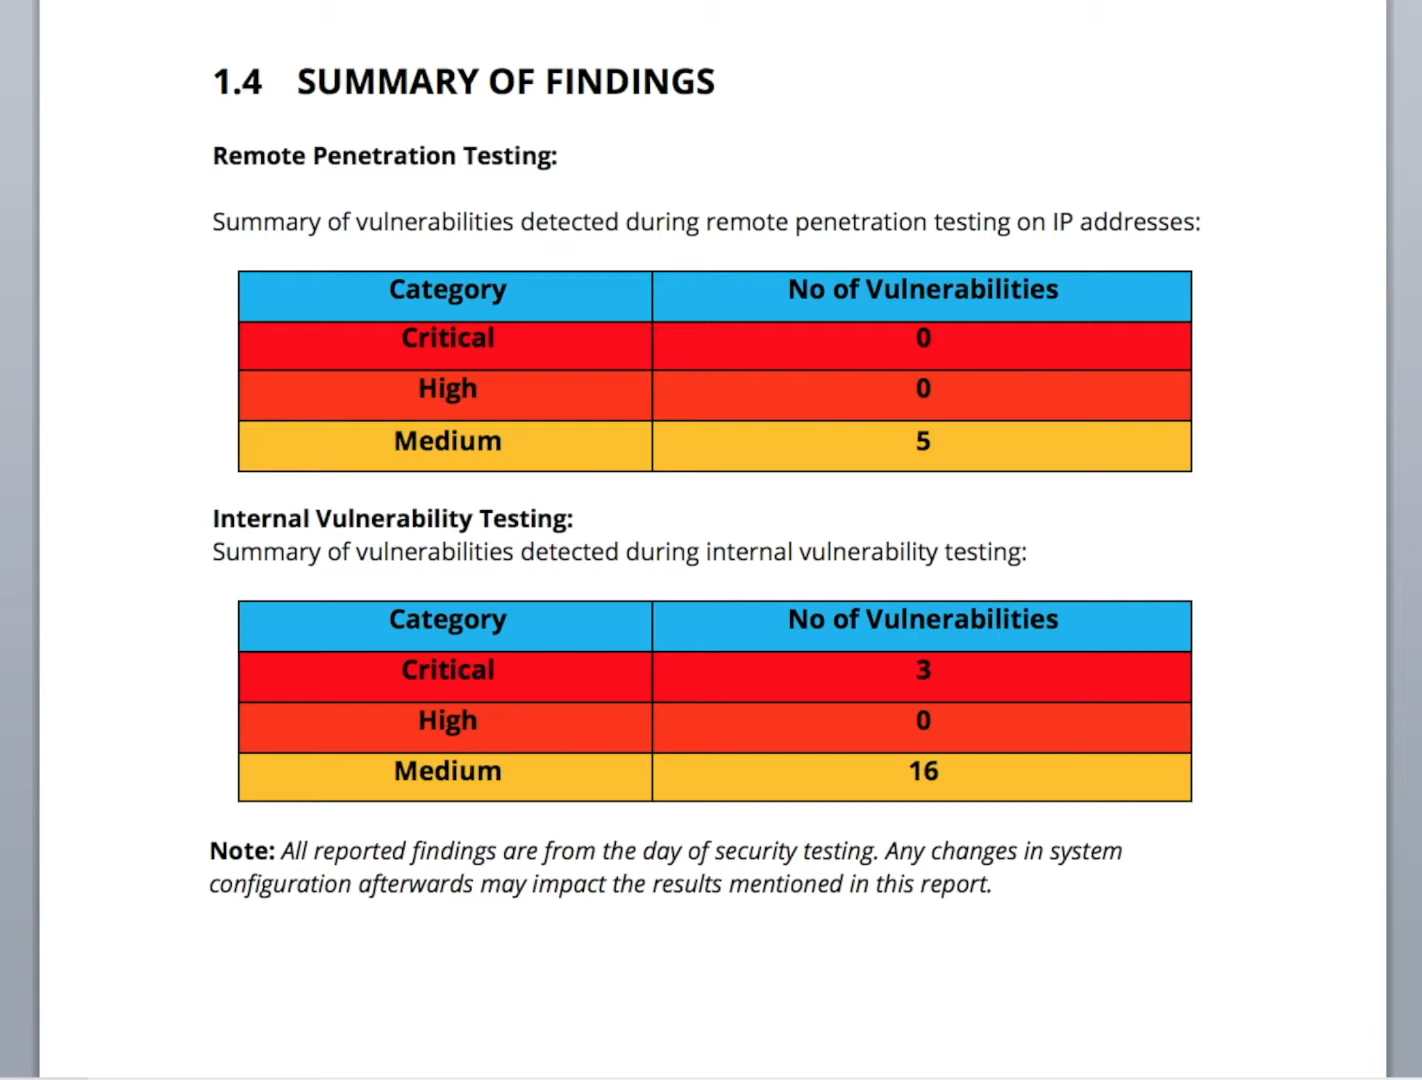 1.4 SUMMARY OF FINDINGS
Remote Penetration Testing:
Summary of vulnerabilities detected during remote penetration testing on IP addresses:
Category No of Vulnerabilities
Critical 0
High 0
Medium 5
Internal Vulnerability Testing:
Summary of vulnerabilities detected during internal vulnerability testing:
Category No of Vulnerabilities
Critical 3
High 0
Medium 16
Note: All reported findings are from the day of security testing. Any changes in system
configuration afterwards may impact the results mentioned in this report.